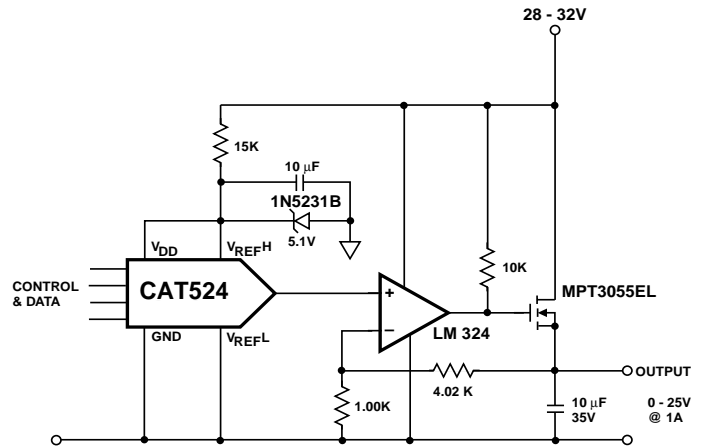 28 - 32V
15K
10 µF
1N5231B
5.1V
VDD
VREFH
CONTROL
& DATA
CAT524
GND
VREFL
+
–
LM 324
10K
MPT3055EL
4.02 K
1.00K
OUTPUT
10 µF
35V
0 - 25V
@ 1A